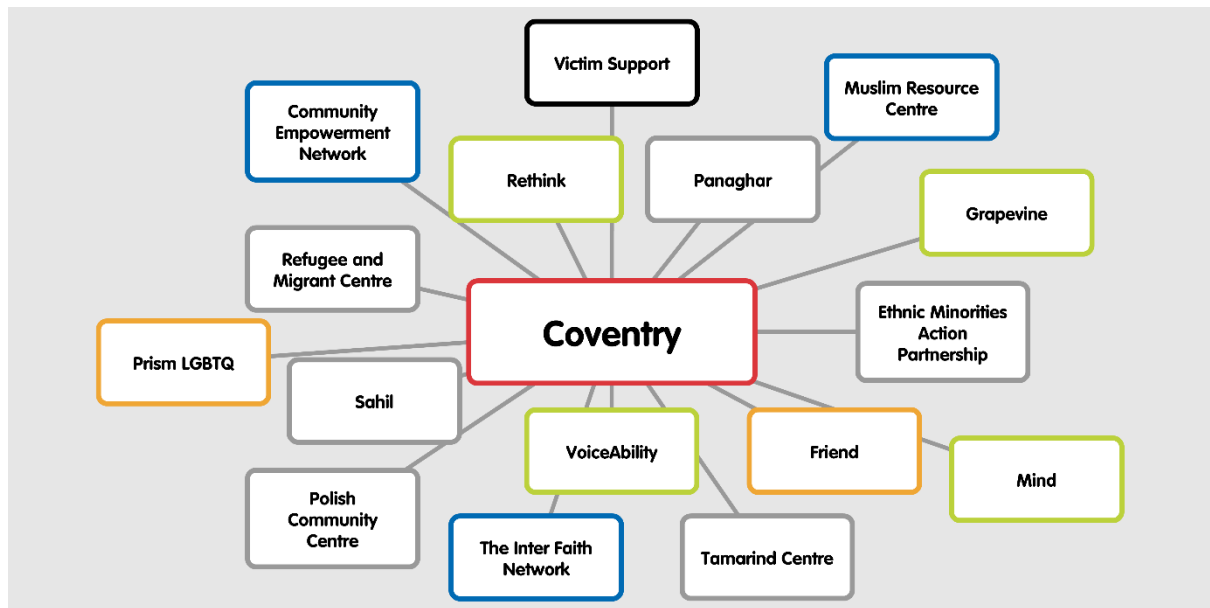 Victim Support
Muslim Resource
Centre
Community
Empowerment
Network
Rethink
Panaghar
Grapevine
Refugee and
Migrant Centre
Ethnic Minorities
Action
Partnership
Coventry
Prism LGBTQ
Sahil
VoiceAbility
Friend
Mind
Polish
Community
Centre
The Inter Faith
Network
Tamarind Centre